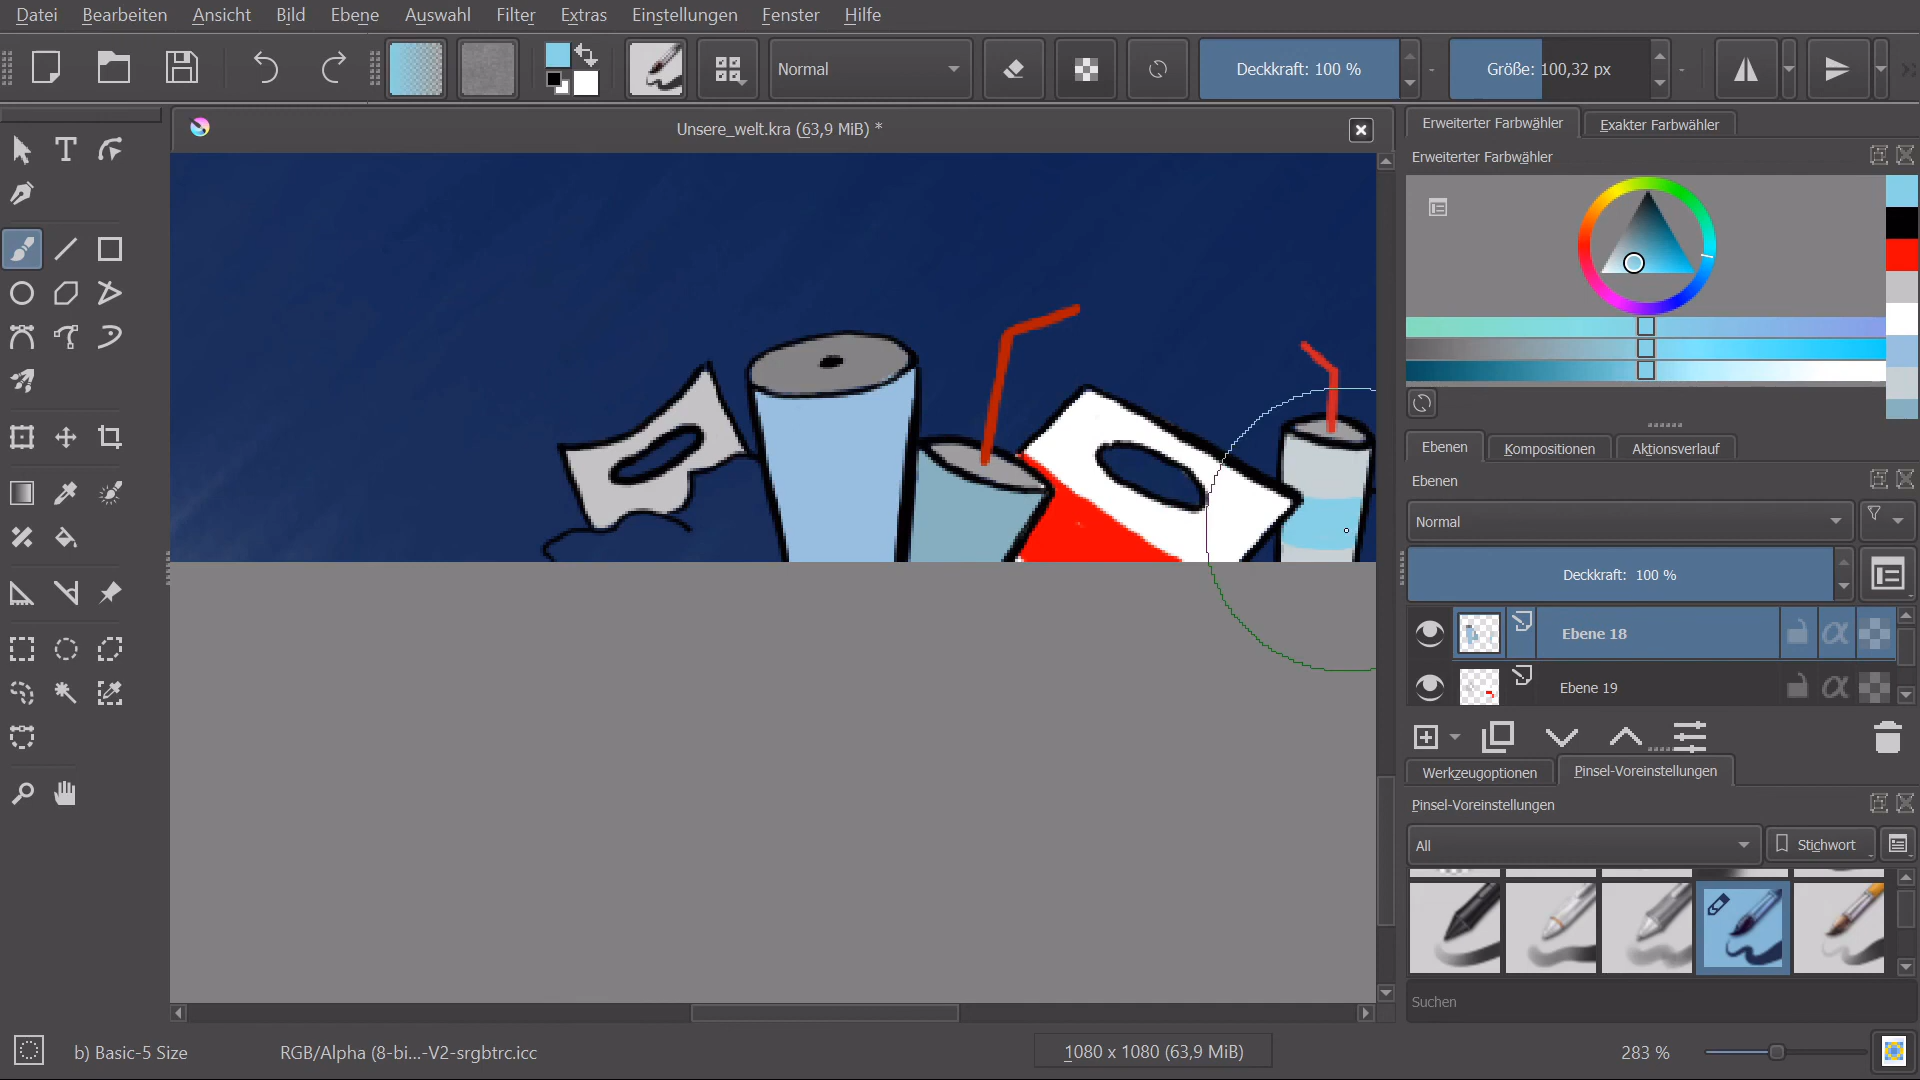 Datei Bearbeiten Ansicht Bild Ebene Auswahl Filter Extras Einstellungen Fenster Hilfe
Normal Deckkraft: 100 % Größe: 100,32 px
Unsere_welt.kra (63,9 MiB) *
Erweiterter Farbwähler Exakter Farbwähler
Erweiterter Farbwähler
Ebenen Kompositionen Aktionsverlauf
Ebenen
Normal
Deckkraft: 100 %
Ebene 18
Ebene 19
Werkzeugoptionen Pinsel-Voreinstellungen
Pinsel-Voreinstellungen
All Stichwort
Suchen
b) Basic-5 Size RGB/Alpha (8-bi...-V2-srgbtrc.icc 1080 x 1080 (63,9 MiB) 283 %